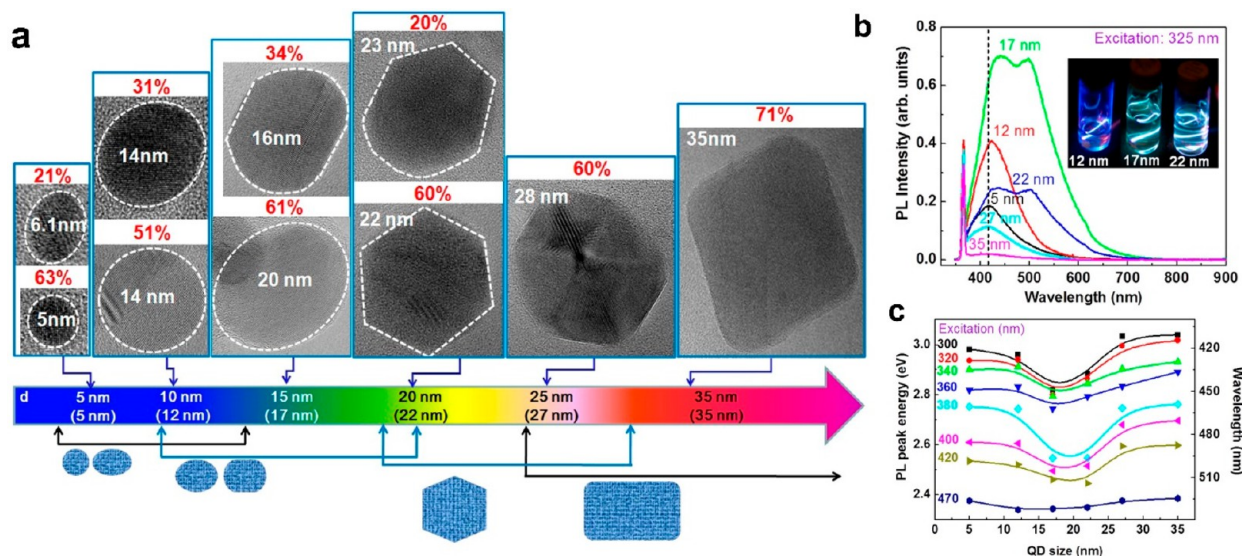 a
21%
6.1nm
63%
5nm
31%
14nm
51%
14 nm
34%
16nm
61%
20 nm
20%
23 nm
60%
22 nm
60%
28 nm
71%
35nm
d 5 nm 10 nm 15 nm 20 nm 25 nm 35 nm
(5 nm) (12 nm) (17 nm) (22 nm) (27 nm) (35 nm)
b
Excitation: 325 nm
PL Intensity (arb. units)
0.8
0.6
0.4
0.2
0.0
17 nm
12 nm
22 nm
5 nm
27 nm
35 nm
12 nm 17nm 22 nm
400 500 600 700 800 900
Wavelength (nm)
c
Excitation (nm)
PL peak energy (eV)
3.0
2.8
2.6
2.4
300
320
340
360
380
400
420
470
420
450
480
510
Wavelength (nm)
0 5 10 15 20 25 30 35
QD size (nm)